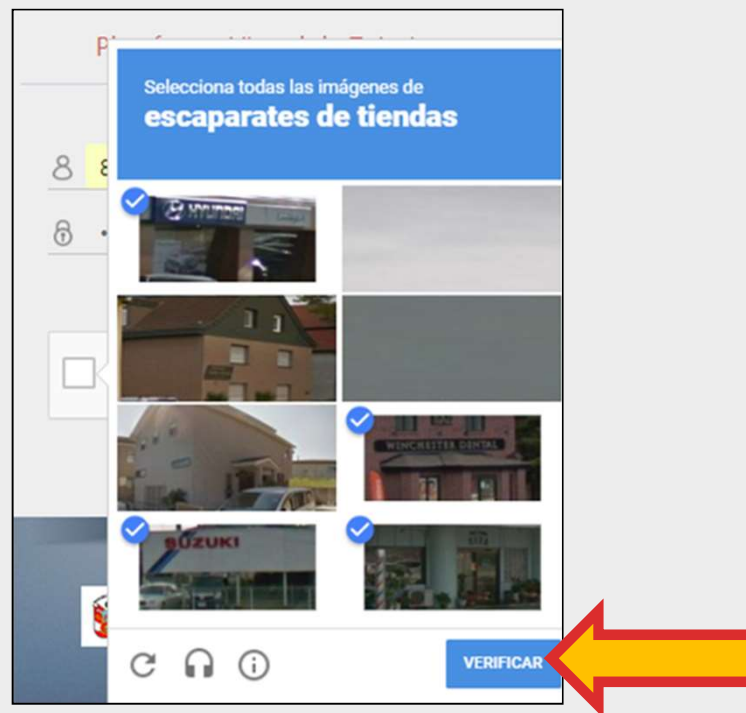 Selecciona todas las imágenes de
escaparates de tiendas
HYUNDAI
WINCHESTER DENTAL
SUZUKI
VERIFICAR